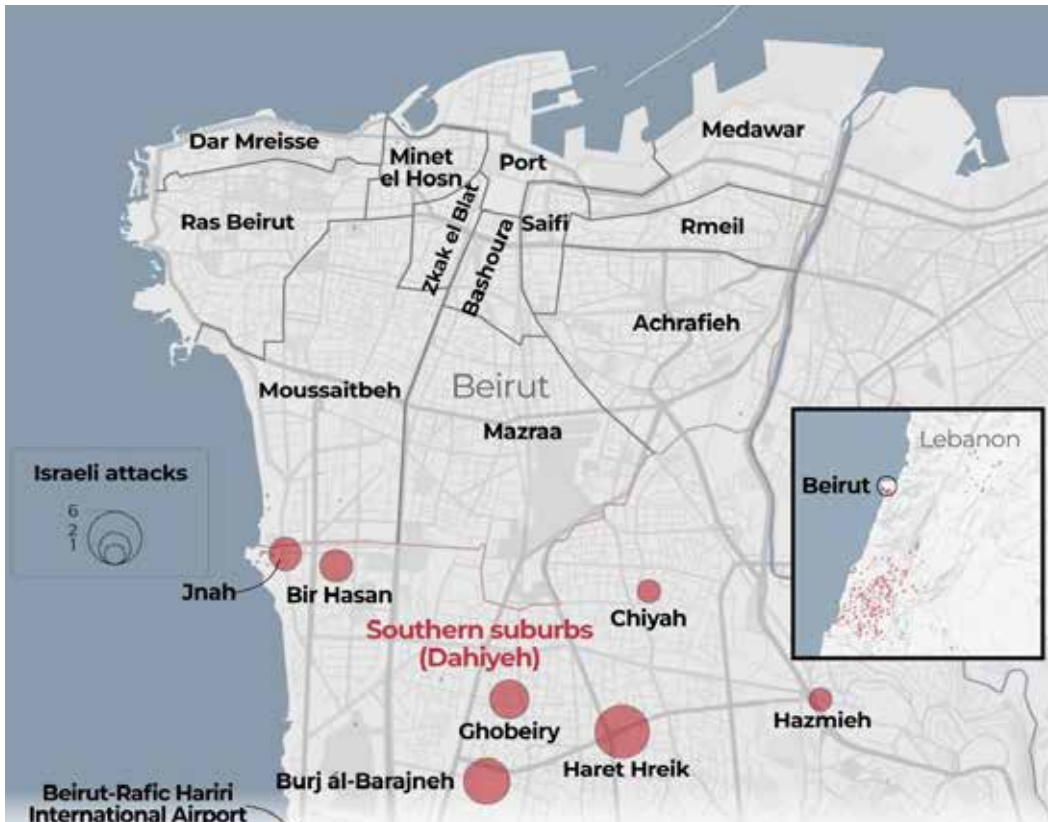 Dar Mreisse
Minet
el Hosn
Port
Medawar
Ras Beirut
Zkak el Blat
Bashoura
Saifi
Rmeil
Achrafieh
Moussaitbeh
Beirut
Mazraa
Lebanon
Beirut
Israeli attacks
6
2
1
Jnah
Bir Hasan
Chiyah
Southern suburbs
(Dahiyeh)
Ghobeiry
Haret Hreik
Hazmieh
Burj ál-Barajneh
Beirut-Rafic Hariri
International Airport